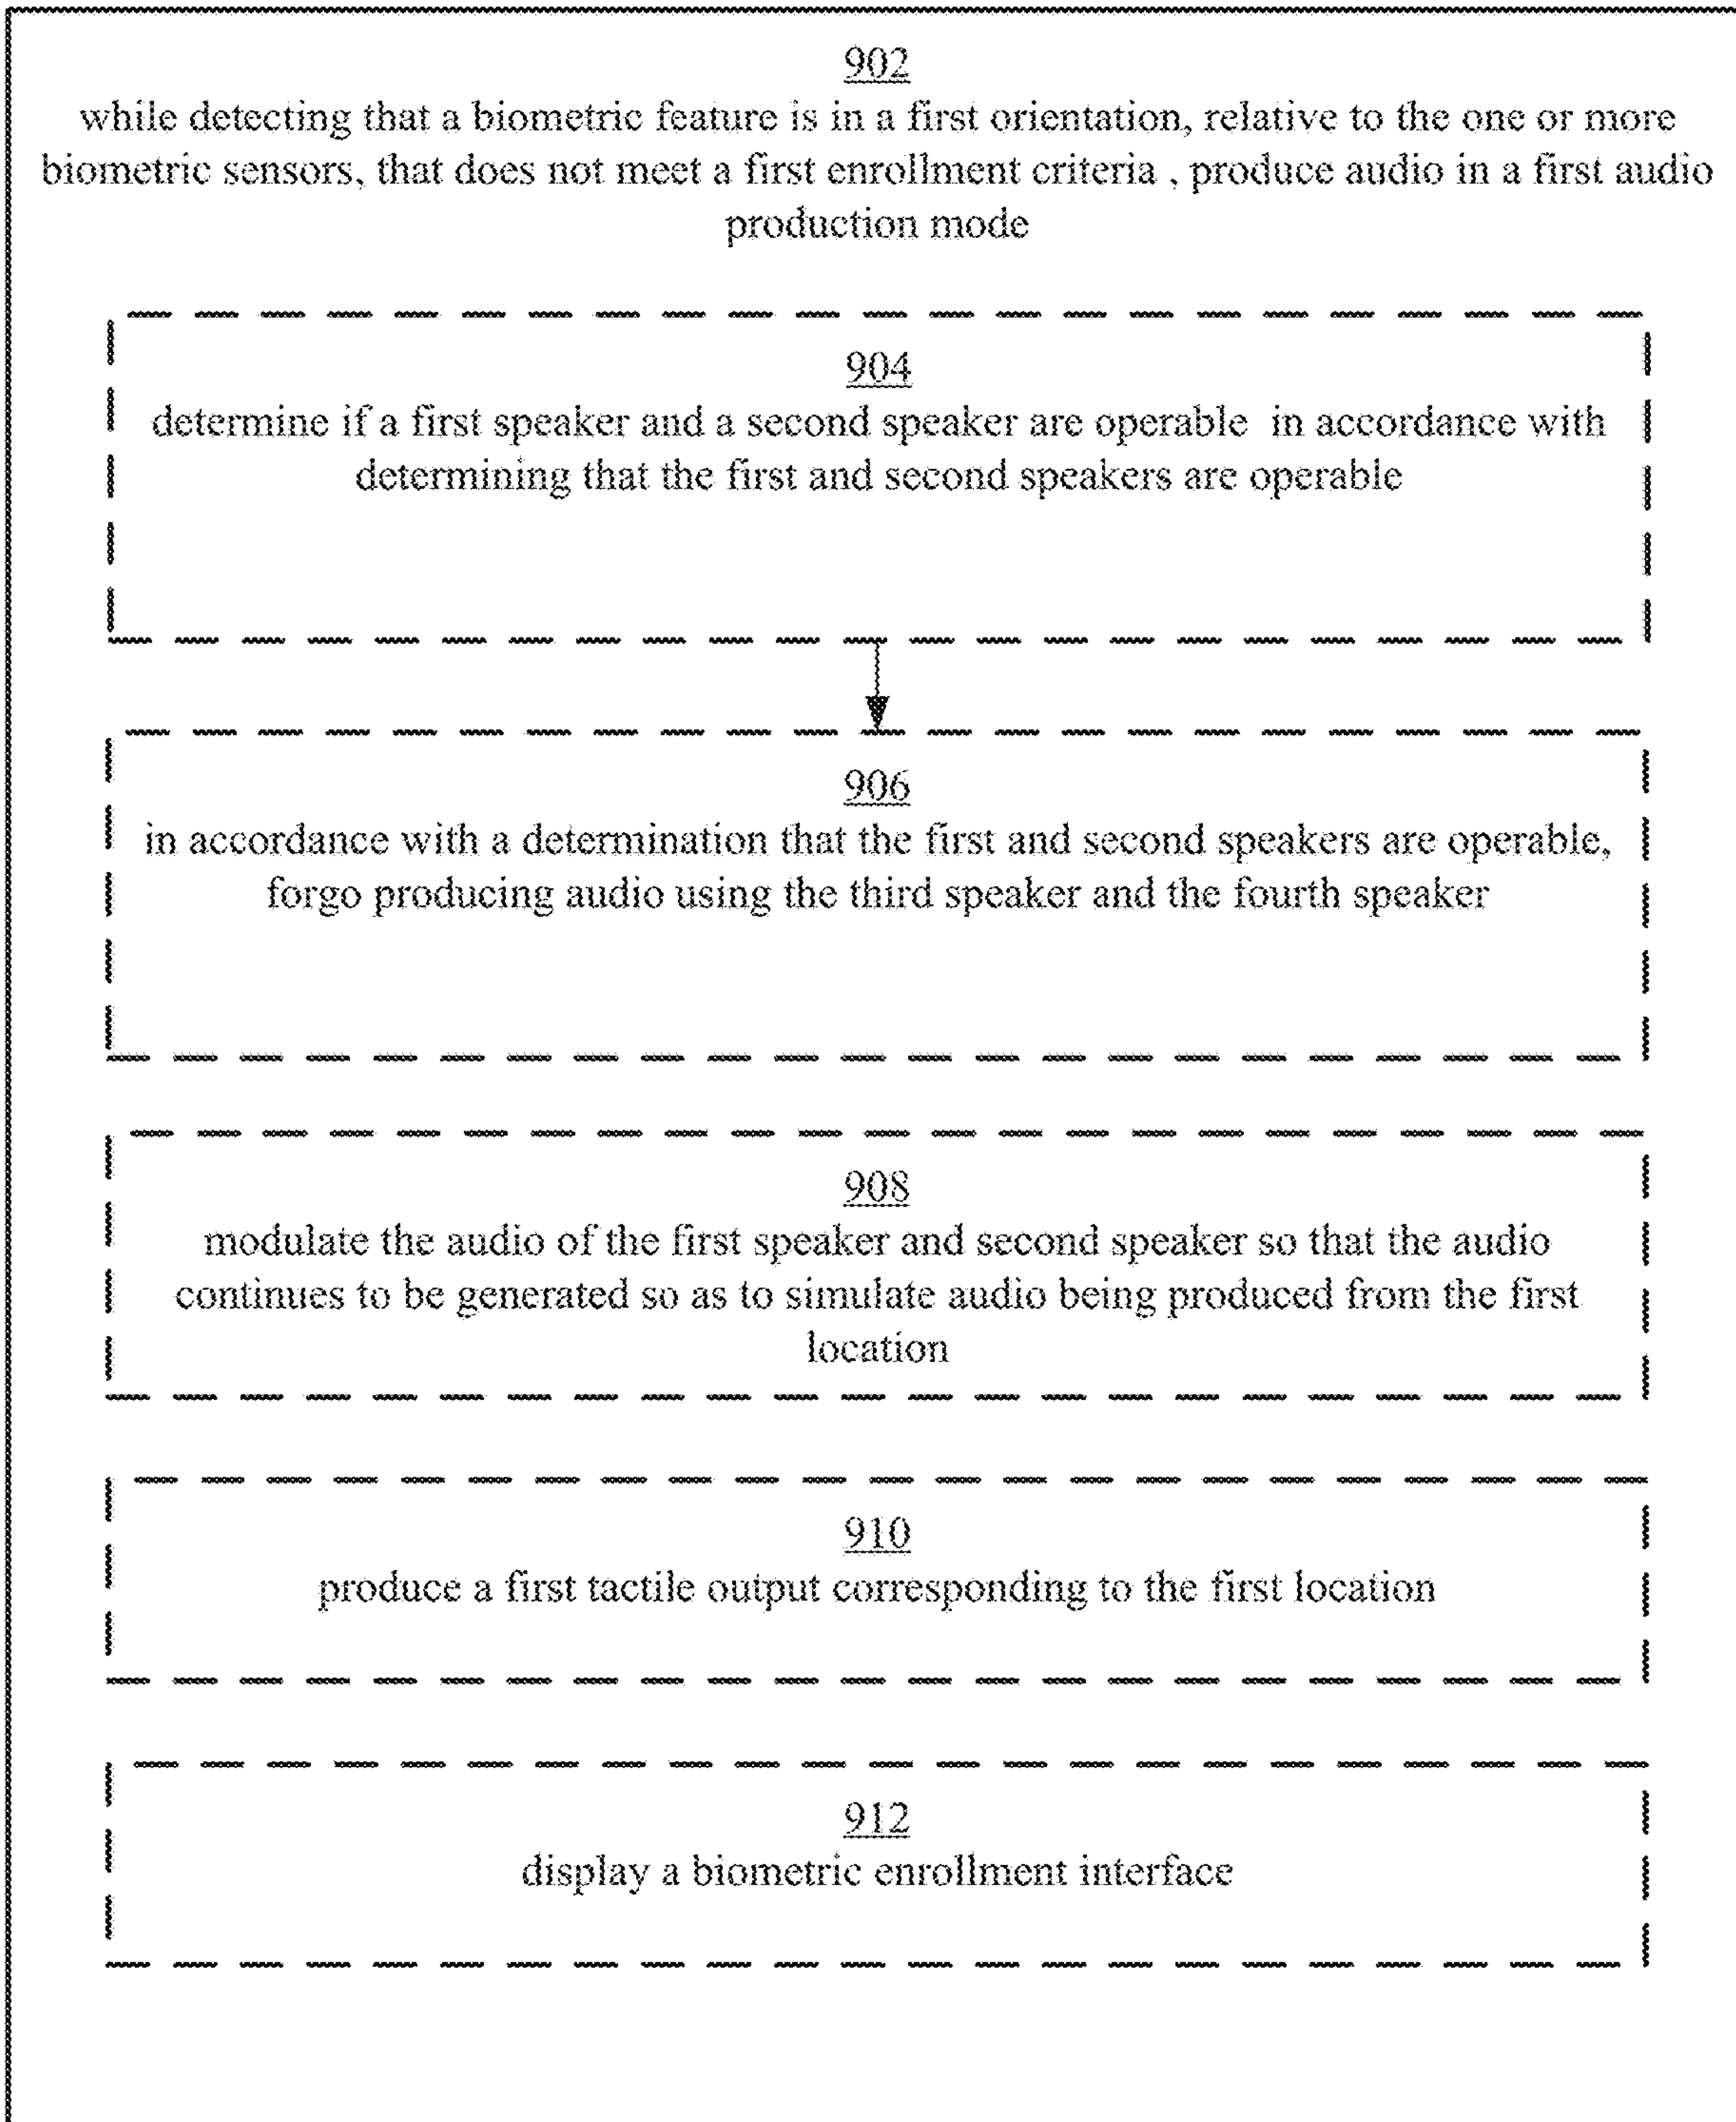 902
while detecting that a biometric feature is in a first orientation, relative to the one or more
biometric sensors, that does not meet a first enrollment criteria , produce audio in a first audio
production mode
904
determine if a first speaker and a second speaker are operable  in accordance with
determining that the first and second speakers are operable
906
in accordance with a determination that the first and second speakers are operable,
forgo producing audio using the third speaker and the fourth speaker
908
modulate the audio of the first speaker and second speaker so that the audio
continues to be generated so as to simulate audio being produced from the first
location
910
produce a first tactile output corresponding to the first location
912
display a biometric enrollment interface